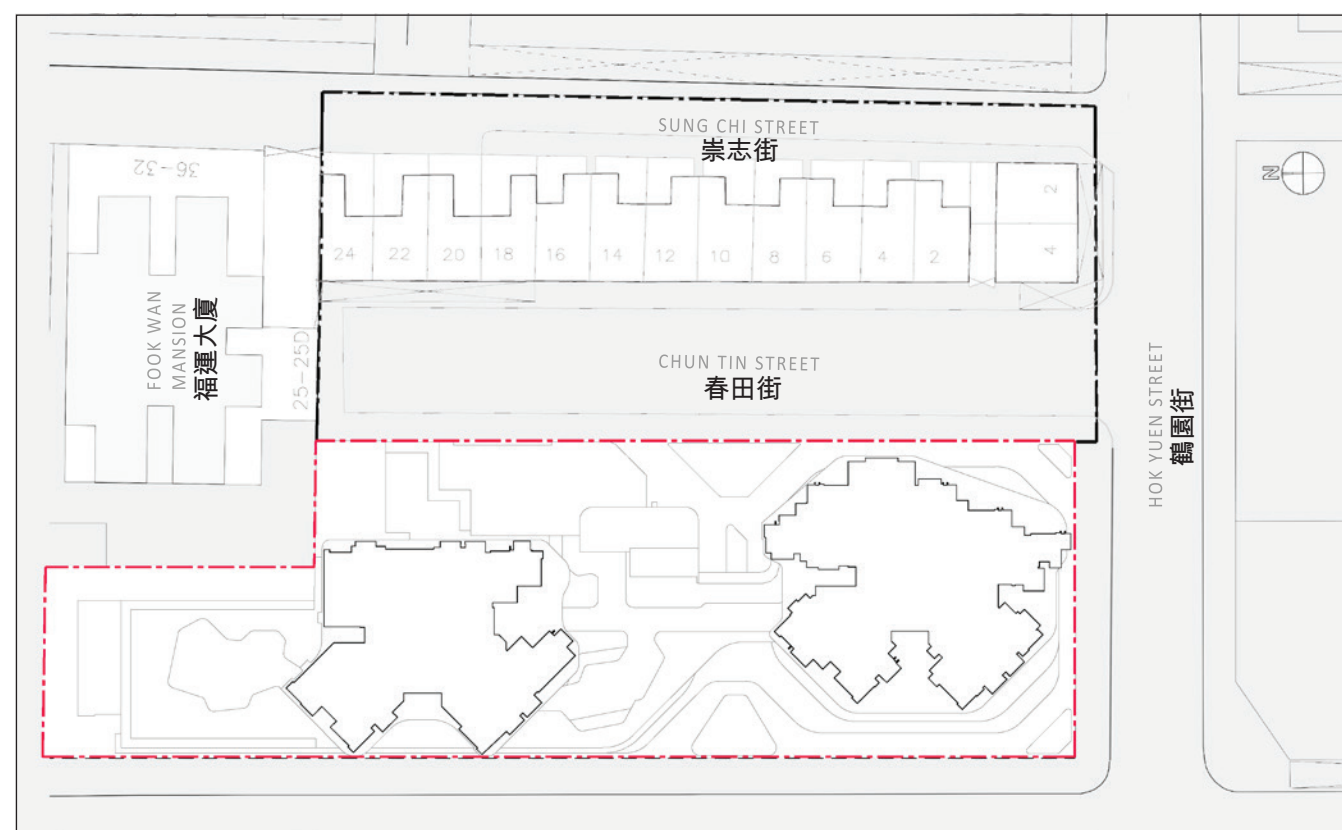 SUNG CHI STREET
崇志街
36-32
24
22
20
18
16
14
12
10
8
6
4
2
2
4
N
FOOK WAN
MANSION
福運大廈
25-25D
CHUN TIN STREET
春田街
HOK YUEN STREET
鶴園街